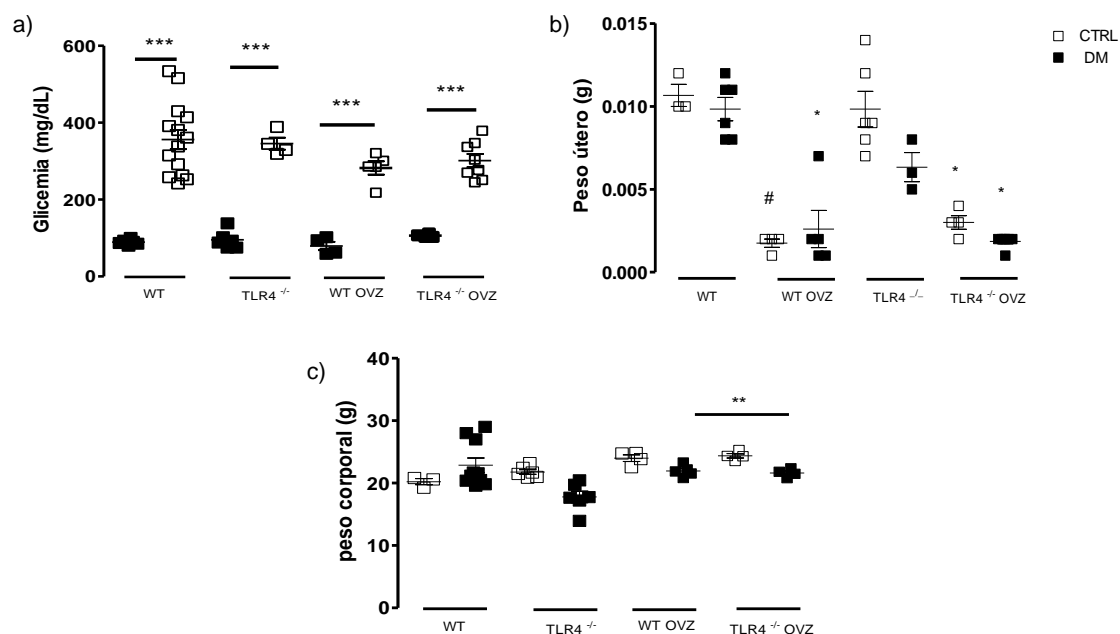 a)
Glicemia (mg/dL)
600
400
200
0
***
***
***
***
WT
TLR4 -/-
WT OVZ
TLR4 -/- OVZ
b)
Peso útero (g)
0.015
0.010
0.005
0.000
#
*
*
*
WT
WT OVZ
TLR4 -/-
TLR4 -/- OVZ
CTRL
DM
c)
peso corporal (g)
40
30
20
10
0
**
WT
TLR4 -/-
WT OVZ
TLR4 -/- OVZ